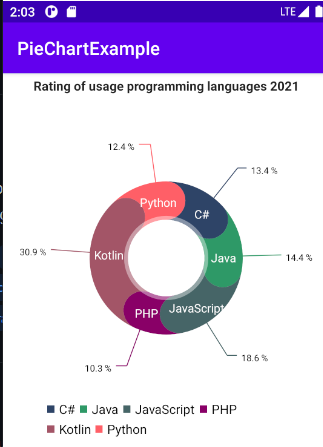 2:03 LTE
PieChartExample
Rating of usage programming languages 2021
12.4 %
13.4 %
Python
C#
30.9 %
Kotlin
Java
14.4 %
PHP
JavaScript
10.3 %
18.6 %
C# Java JavaScript PHP
Kotlin Python